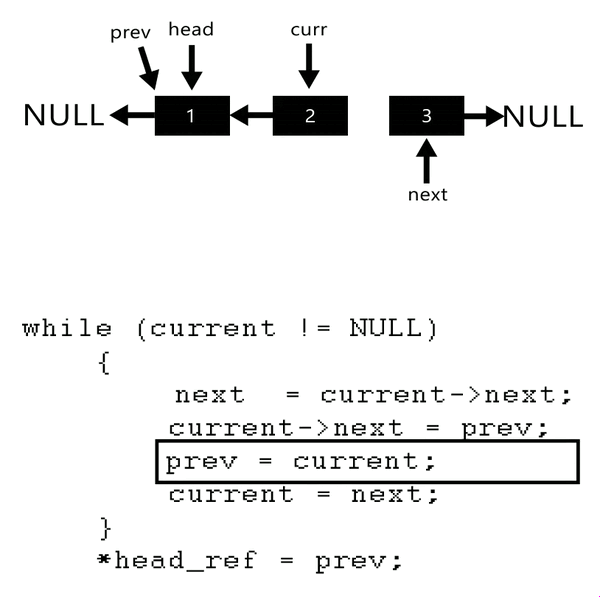 prev head curr
NULL 1 2 3 NULL
next
while (current != NULL)
{
next = current->next;
current->next = prev;
prev = current;
current = next;
}
*head_ref = prev;